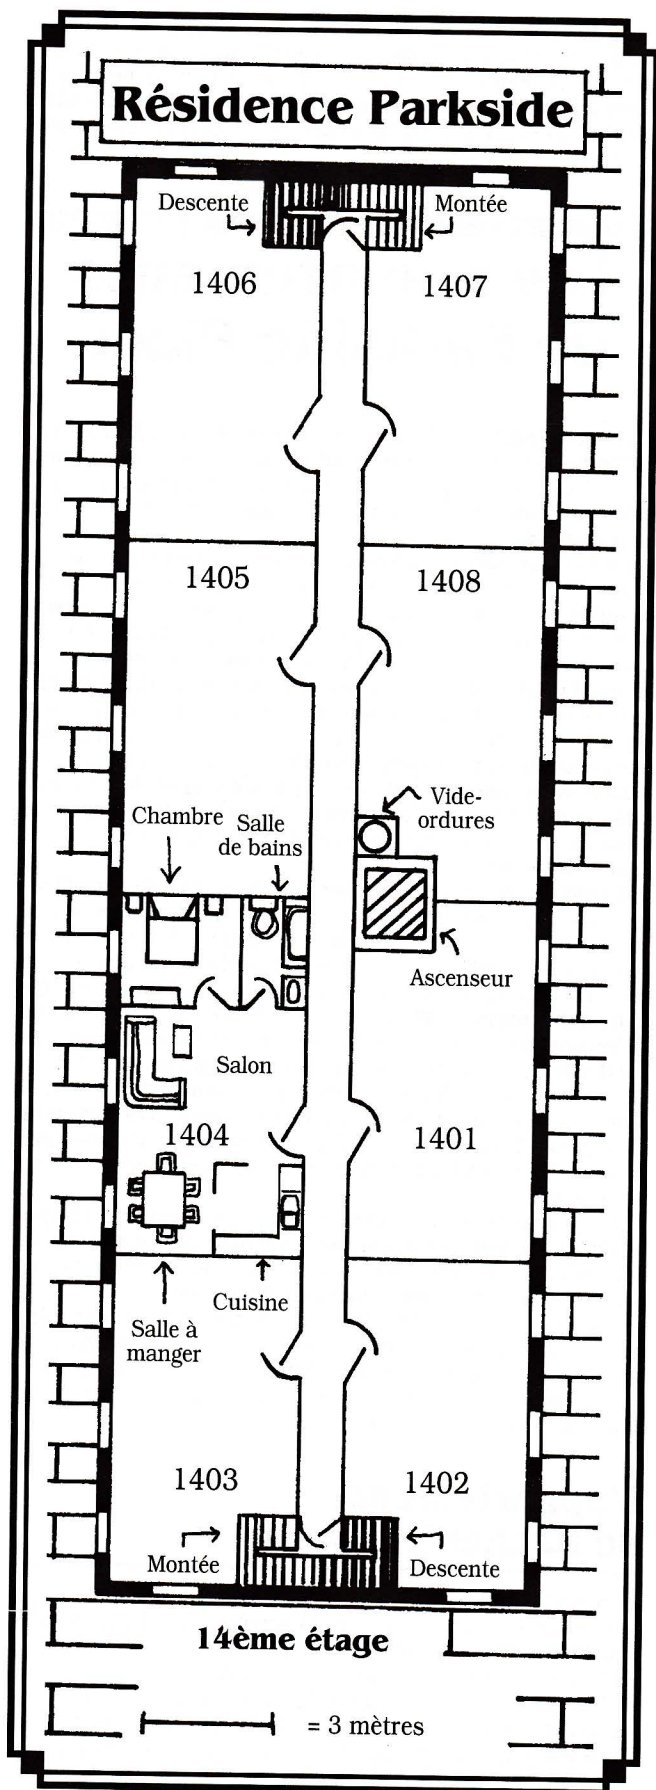 Résidence Parkside
Descente
Montée
1406
1407
1405
1408
Vide-
ordures
Chambre
Salle
de bains
Ascenseur
Salon
1404
1401
Cuisine
Salle à
manger
1403
1402
Montée
Descente
14ème étage
= 3 mètres